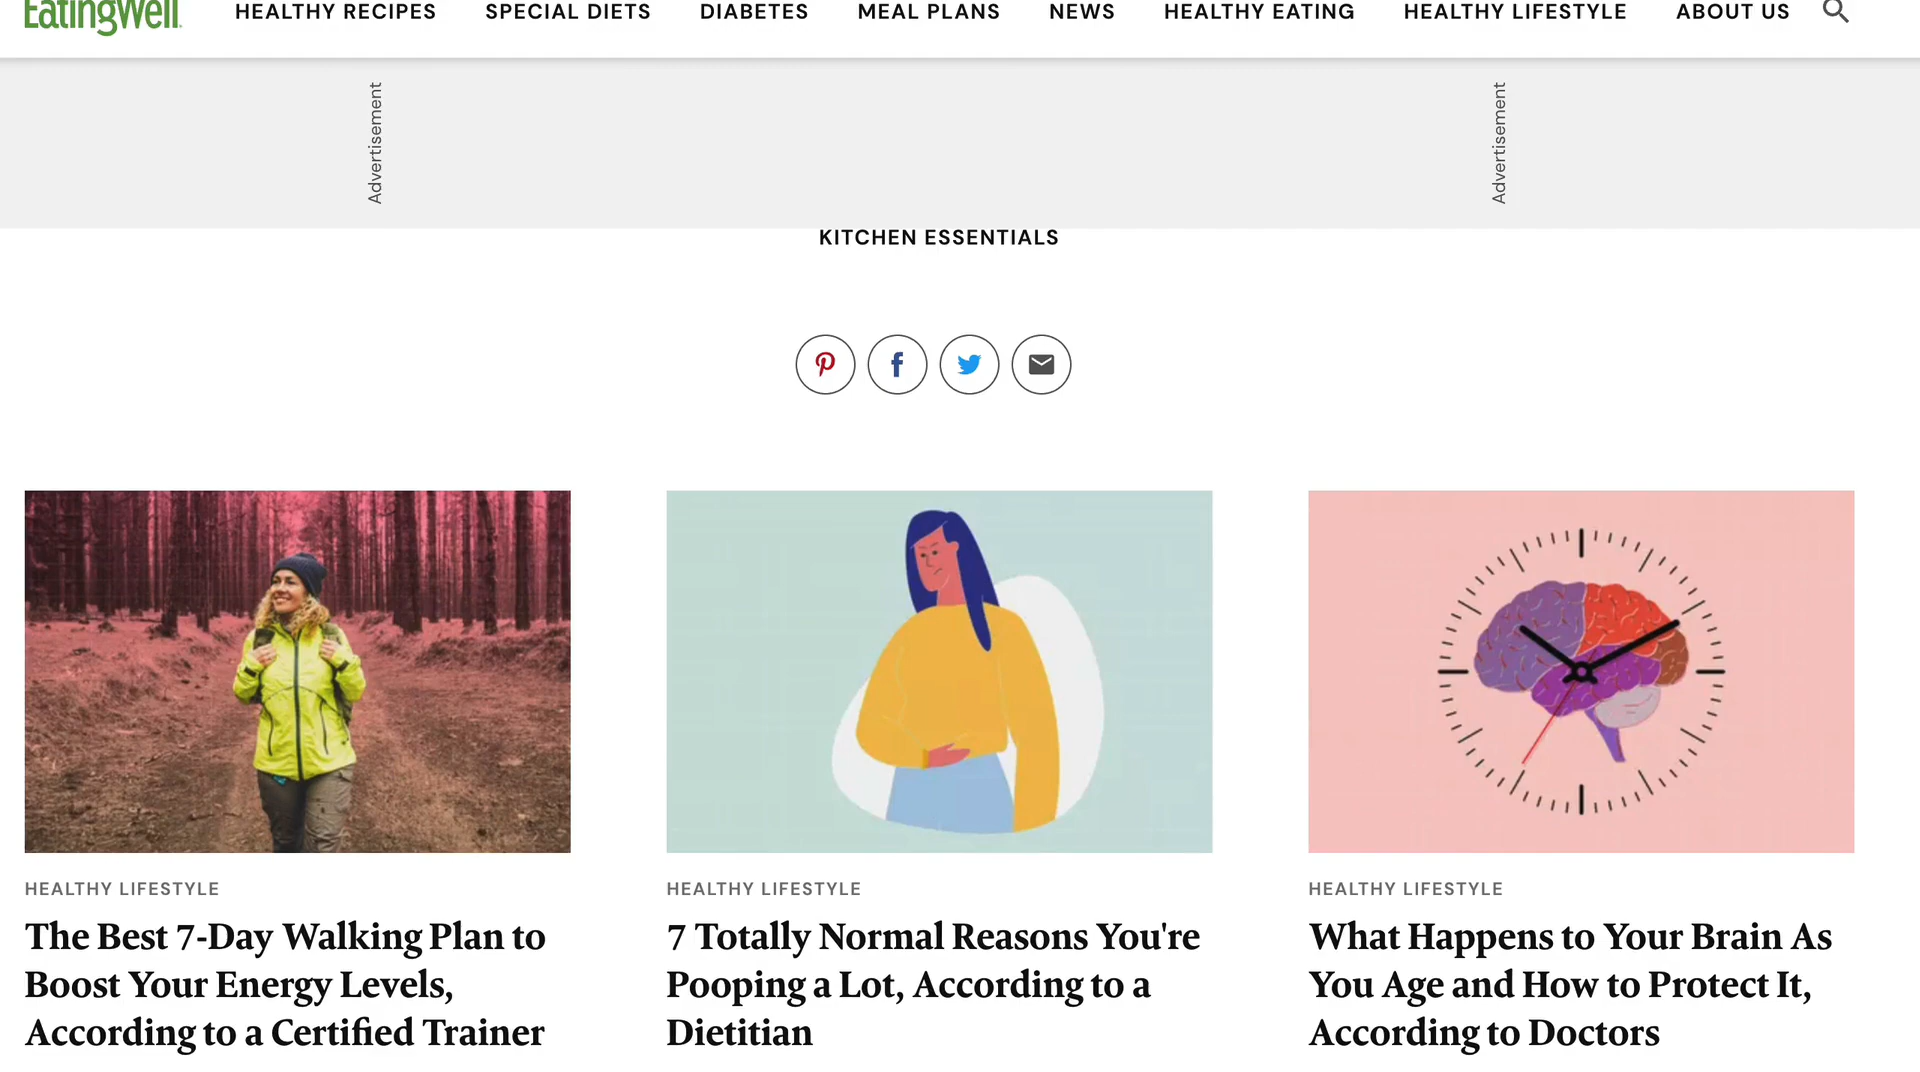 EatingWell
HEALTHY RECIPES
SPECIAL DIETS
DIABETES
MEAL PLANS
NEWS
HEALTHY EATING
HEALTHY LIFESTYLE
ABOUT US
Advertisement
Advertisement
KITCHEN ESSENTIALS
HEALTHY LIFESTYLE
The Best 7-Day Walking Plan to
Boost Your Energy Levels,
According to a Certified Trainer
HEALTHY LIFESTYLE
7 Totally Normal Reasons You're
Pooping a Lot, According to a
Dietitian
HEALTHY LIFESTYLE
What Happens to Your Brain As
You Age and How to Protect It,
According to Doctors